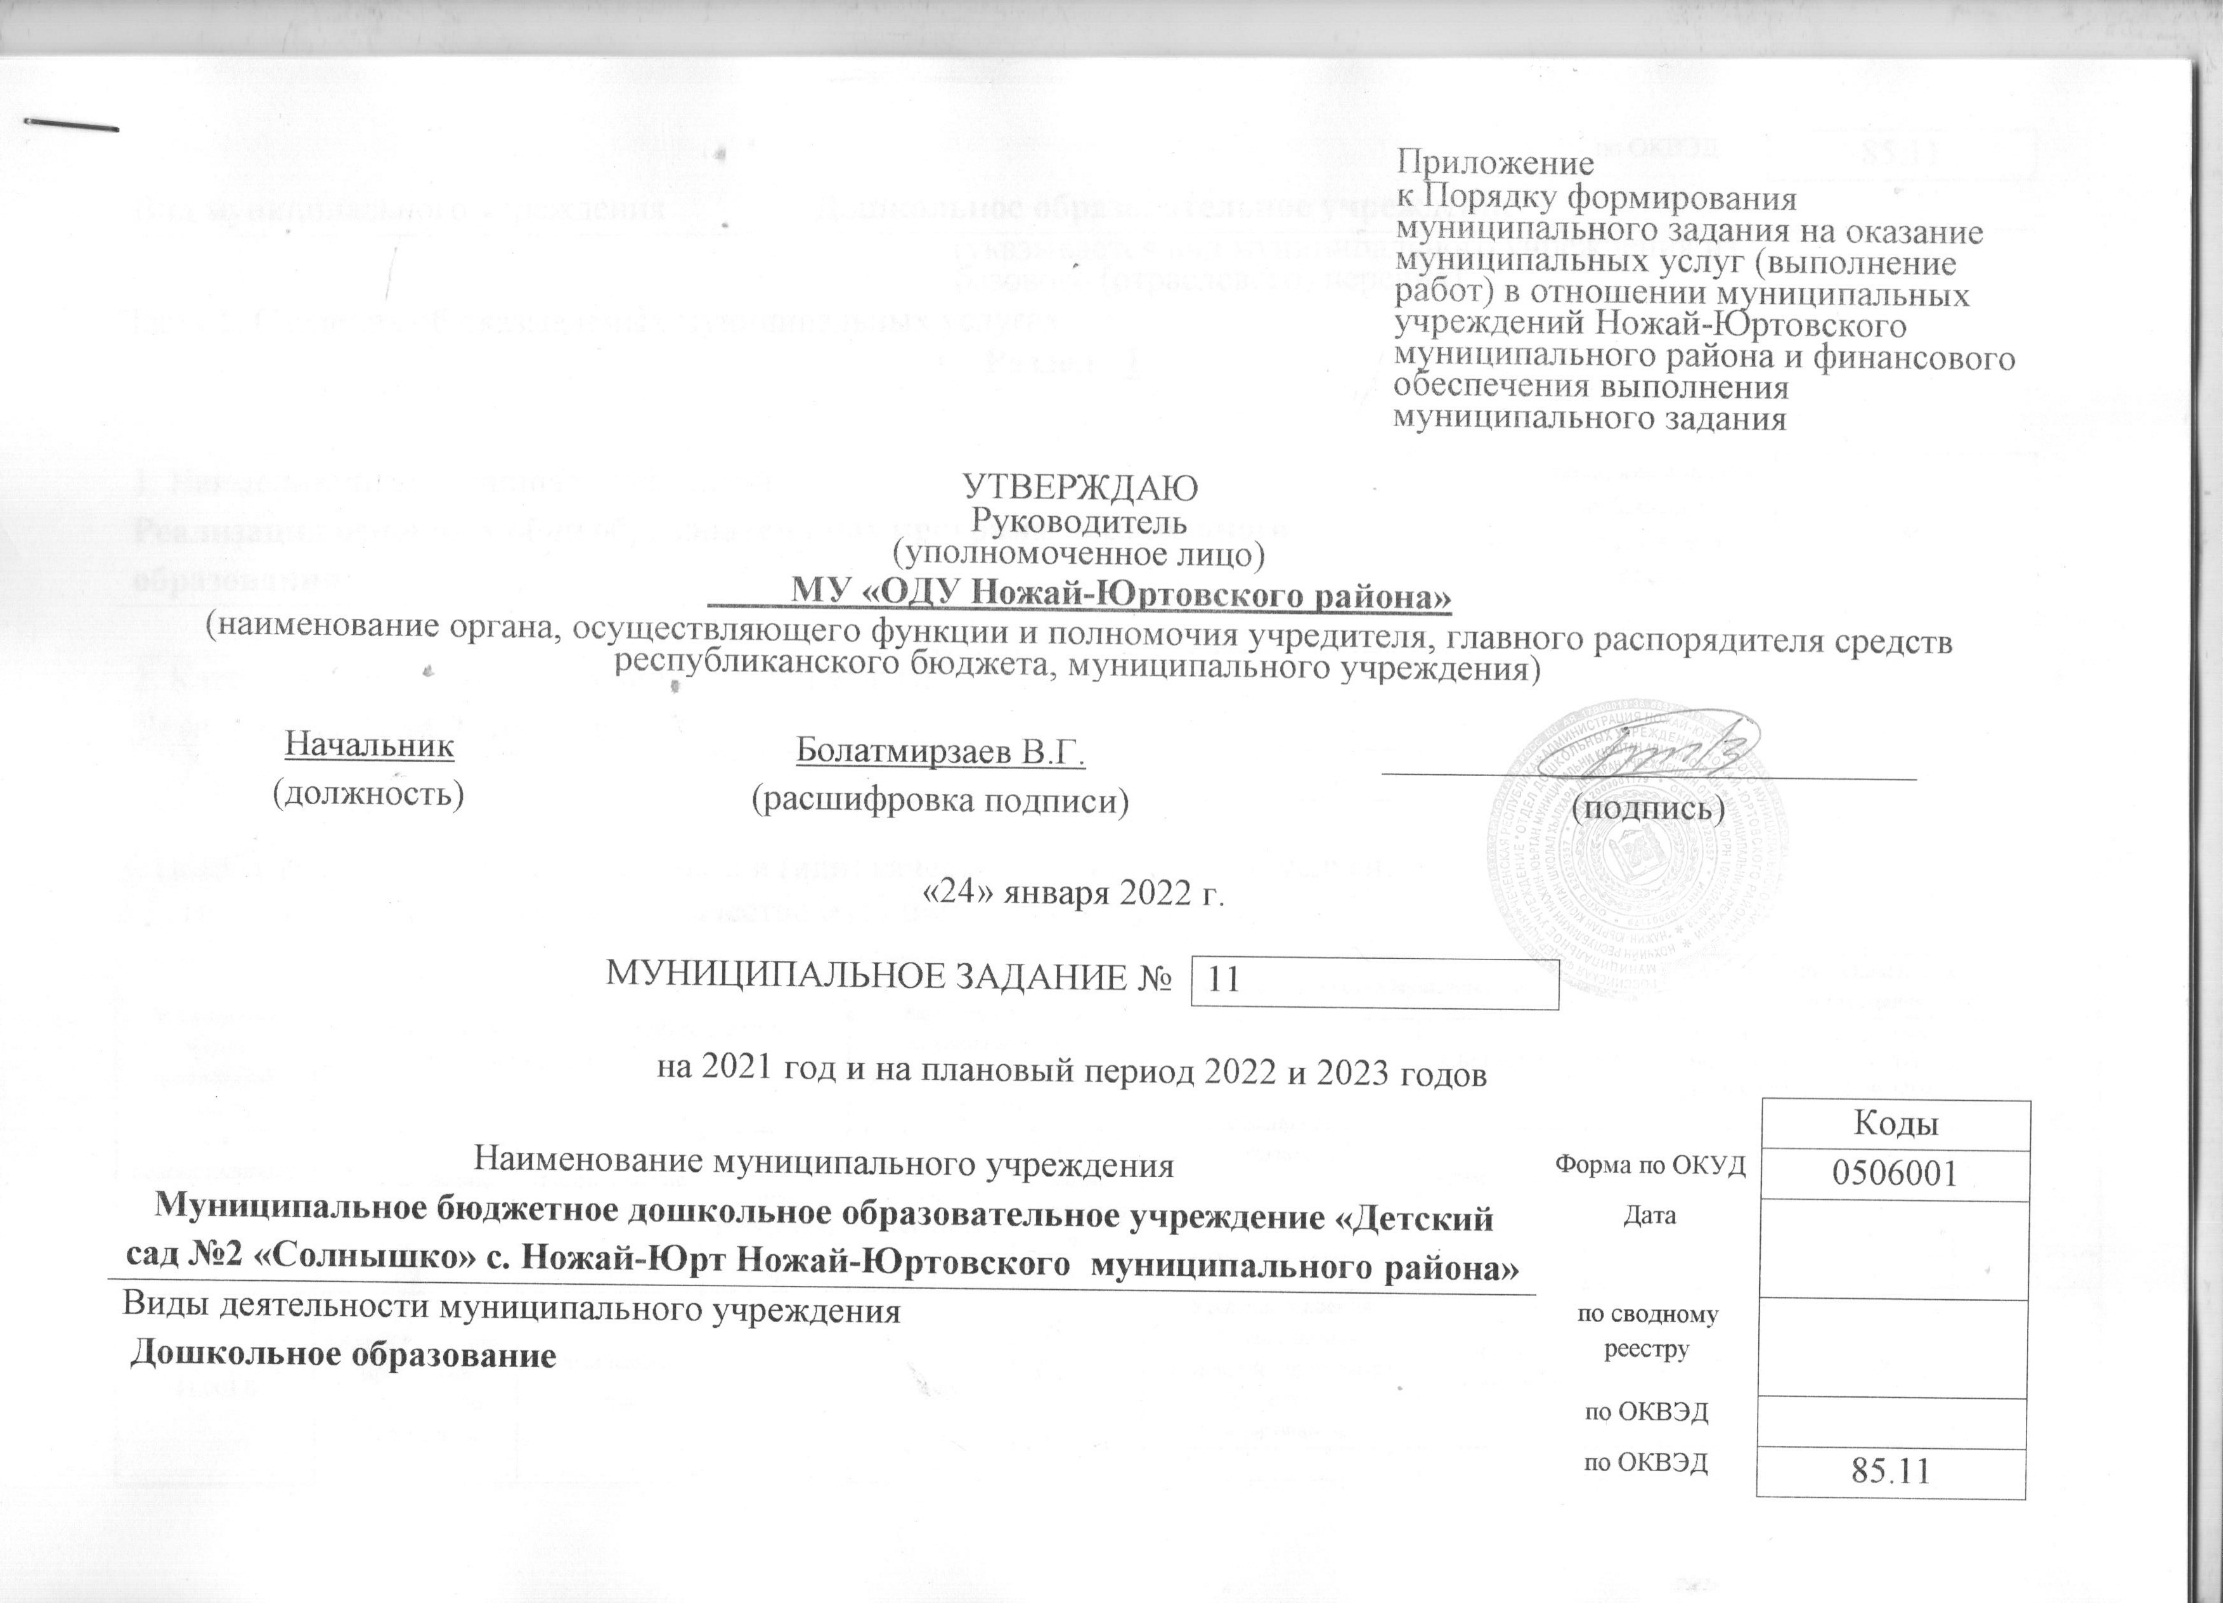 Приложение
к Порядку формирования
муниципального задания на оказание
муниципальных услуг (выполнение
работ) в отношении муниципальных
учреждений Ножай-Юртовского
муниципального района и финансового
обеспечения выполнения
муниципального задания
УТВЕРЖДАЮ
Руководитель
(уполномоченное лицо)
МУ «ОДУ Ножай-Юртовского района»
(наименование органа, осуществляющего функции и полномочия учредителя, главного распорядителя средств
республиканского бюджета, муниципального учреждения)
Начальник Болатмирзаев В.Г.
(должность) (расшифровка подписи) (подпись)
«24» января 2022 г.
МУНИЦИПАЛЬНОЕ ЗАДАНИЕ № 11
на 2021 год и на плановый период 2022 и 2023 годов
Коды
Наименование муниципального учреждения Форма по ОКУД 0506001
Муниципальное бюджетное дошкольное образовательное учреждение «Детский Дата
сад №2 «Солнышко» с. Ножай-Юрт Ножай-Юртовского муниципального района»
Виды деятельности муниципального учреждения по сводному
Дошкольное образование реестру
по ОКВЭД
по ОКВЭД 85.11